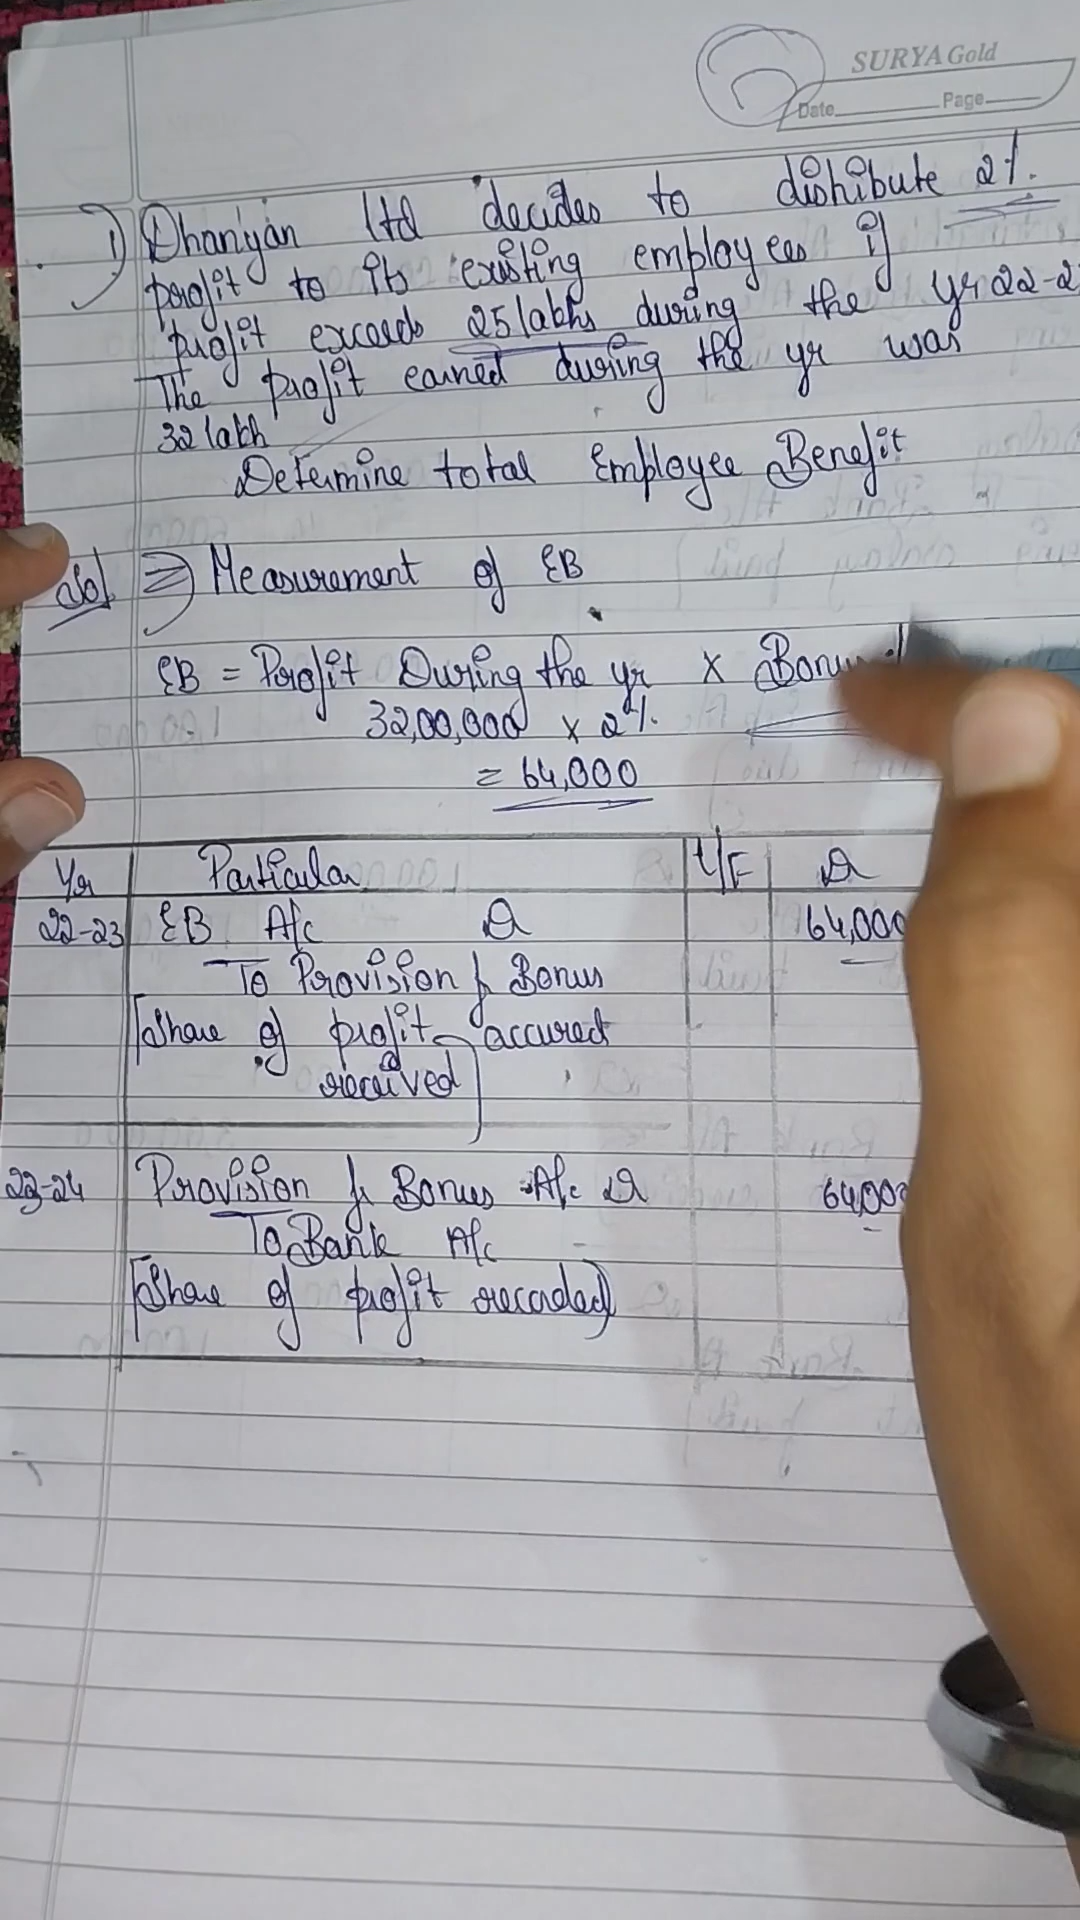 SURYA Gold
Date Page
1) Dhanyan ltd decides to distribute 2%.
profit to its existing employees if
profit exceeds 25 lakhs during the yr 22-2
The profit earned during the yr was
32 lakh
Determine total Employee Benefit
Sol ⇒ Measurement of EB
EB = Profit During the yr × Bonu
32,00,000 × 2%.
= 64,000
Yr Particular L/F Dr
22-23 EB A/c Dr 64,000
To Provision f Bonus
[Share of profit accured
received]
23-24 Provision fr Bonus A/c Dr 64,000
To Bank A/c
[Share of profit recorded]